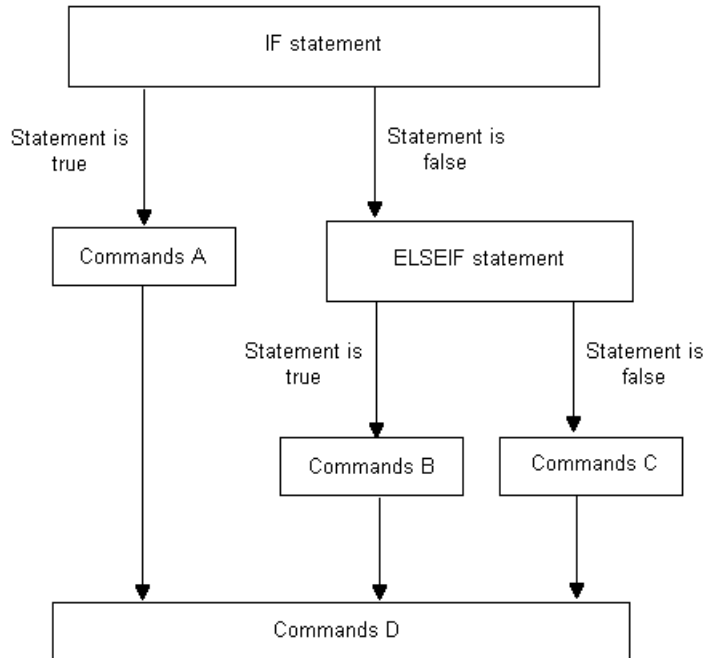 IF statement
Statement is
true
Statement is
false
Commands A
ELSEIF statement
Statement is
true
Statement is
false
Commands B
Commands C
Commands D